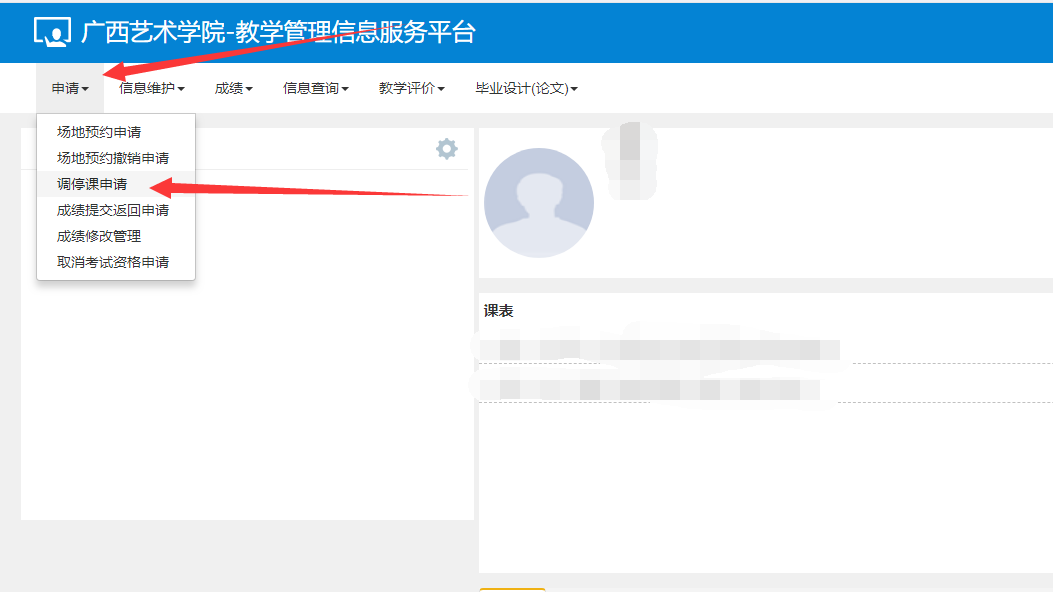 广西艺术学院-教学管理信息服务平台
申请 信息维护 成绩 信息查询 教学评价 毕业设计(论文)
场地预约申请
场地预约撤销申请
调停课申请
成绩提交返回申请
成绩修改管理
取消考试资格申请
课表